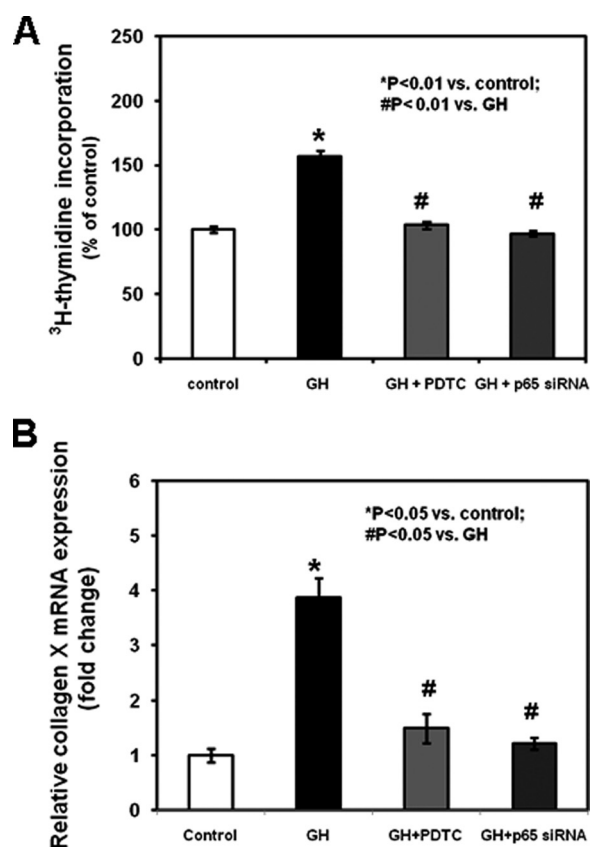 A
³H-thymidine incorporation
(% of control)
250
200
150
100
50
0
*P<0.01 vs. control;
#P< 0.01 vs. GH
*
#
#
control GH GH + PDTC GH + p65 siRNA
B
Relative collagen X mRNA expression
(fold change)
6
5
4
3
2
1
0
*P<0.05 vs. control;
#P<0.05 vs. GH
*
#
#
Control GH GH+PDTC GH+p65 siRNA